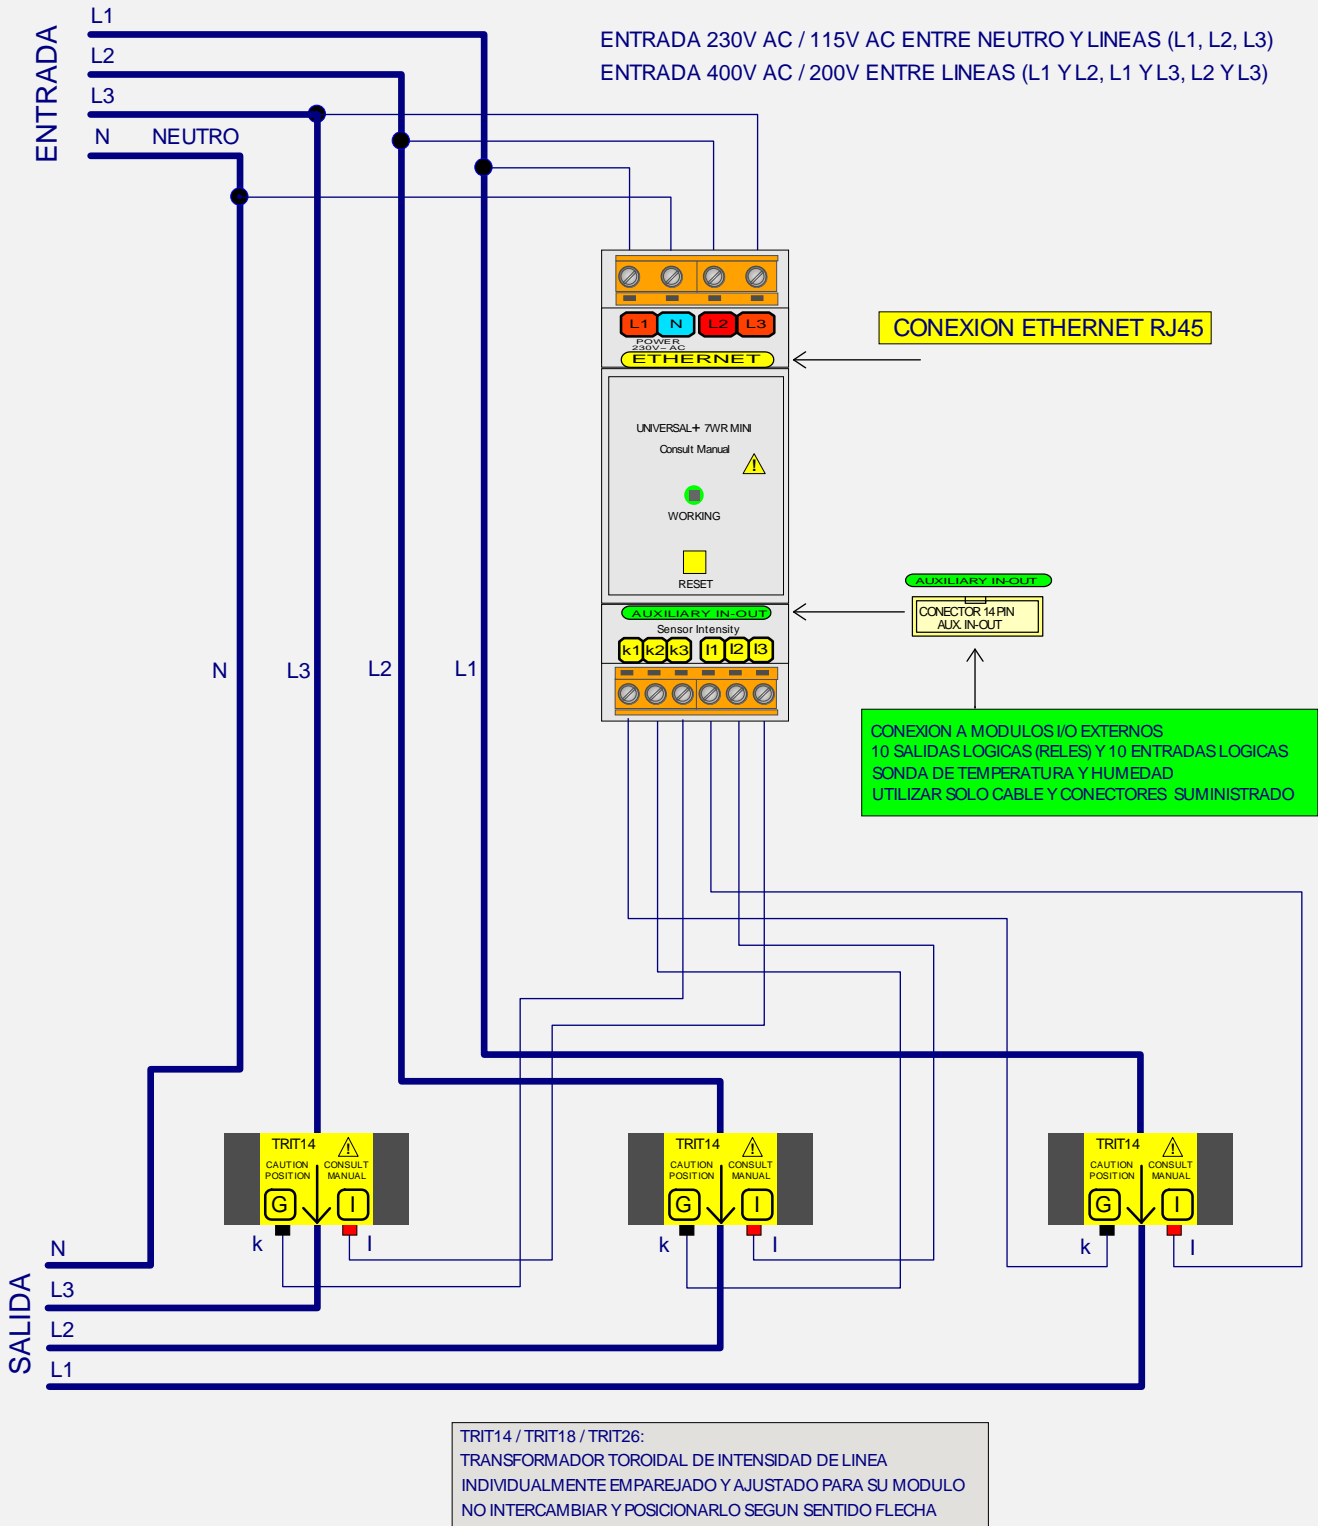 ENTRADA
L1
L2
L3
N NEUTRO
ENTRADA 230V AC / 115V AC ENTRE NEUTRO Y LINEAS (L1, L2, L3)
ENTRADA 400V AC / 200V ENTRE LINEAS (L1 Y L2, L1 Y L3, L2 Y L3)
L1 N L2 L3
POWER
230V~ AC
ETHERNET
CONEXION ETHERNET RJ45
UNIVERSAL+ 7WR MINI
Consult Manual
WORKING
RESET
AUXILIARY IN-OUT
Sensor Intensity
k1 k2 k3 l1 l2 l3
AUXILIARY IN-OUT
CONECTOR 14 PIN
AUX. IN-OUT
CONEXION A MODULOS I/O EXTERNOS
10 SALIDAS LOGICAS (RELES) Y 10 ENTRADAS LOGICAS
SONDA DE TEMPERATURA Y HUMEDAD
UTILIZAR SOLO CABLE Y CONECTORES SUMINISTRADO
N L3 L2 L1
TRIT14
CAUTION POSITION
CONSULT MANUAL
G I
k l
TRIT14
CAUTION POSITION
CONSULT MANUAL
G I
k l
TRIT14
CAUTION POSITION
CONSULT MANUAL
G I
k l
SALIDA
N
L3
L2
L1
TRIT14 / TRIT18 / TRIT26:
TRANSFORMADOR TOROIDAL DE INTENSIDAD DE LINEA
INDIVIDUALMENTE EMPAREJADO Y AJUSTADO PARA SU MODULO
NO INTERCAMBIAR Y POSICIONARLO SEGUN SENTIDO FLECHA